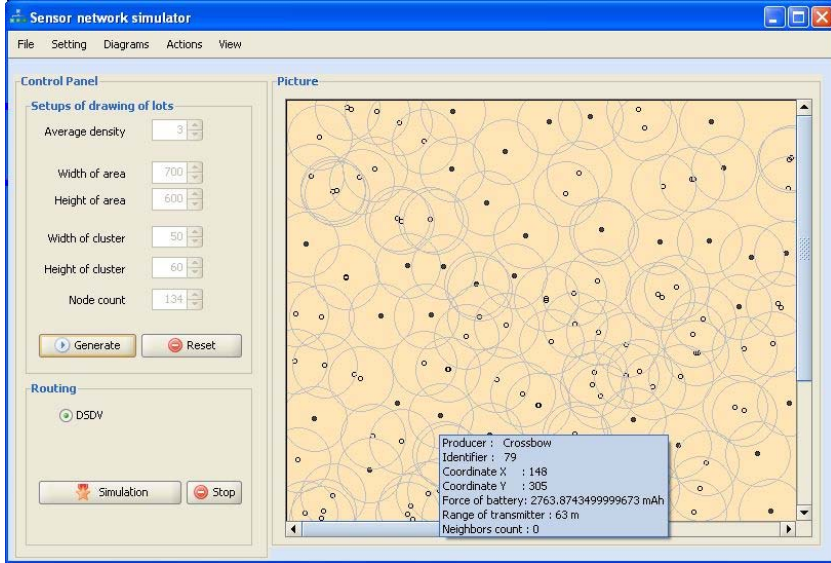 Sensor network simulator
File Setting Diagrams Actions View
Control Panel
Setups of drawing of lots
Average density 3
Width of area 700
Height of area 600
Width of cluster 50
Height of cluster 60
Node count 134
Generate Reset
Routing
DSDV
Simulation Stop
Picture
Producer : Crossbow
Identifier : 79
Coordinate X : 148
Coordinate Y : 305
Force of battery: 2763.8743499999673 mAh
Range of transmitter : 63 m
Neighbors count : 0